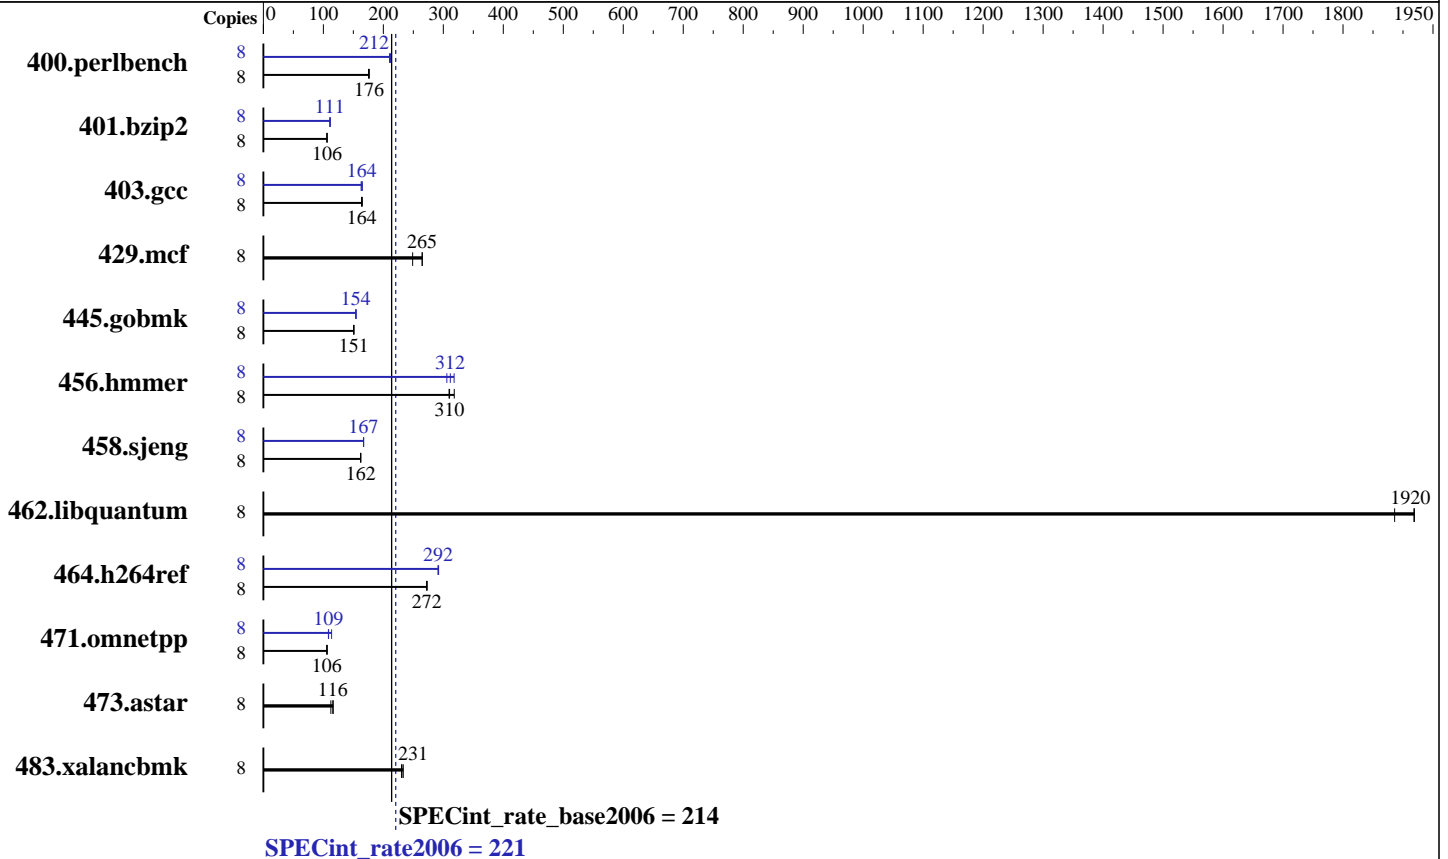 Copies 0 100 200 300 400 500 600 700 800 900 1000 1100 1200 1300 1400 1500 1600 1700 1800 1950
400.perlbench 8 212
8 176
401.bzip2 8 111
8 106
403.gcc 8 164
8 164
429.mcf 8 265
445.gobmk 8 154
8 151
456.hmmer 8 312
8 310
458.sjeng 8 167
8 162
462.libquantum 8 1920
464.h264ref 8 292
8 272
471.omnetpp 8 109
8 106
473.astar 8 116
483.xalancbmk 8 231
SPECint_rate_base2006 = 214
SPECint_rate2006 = 221